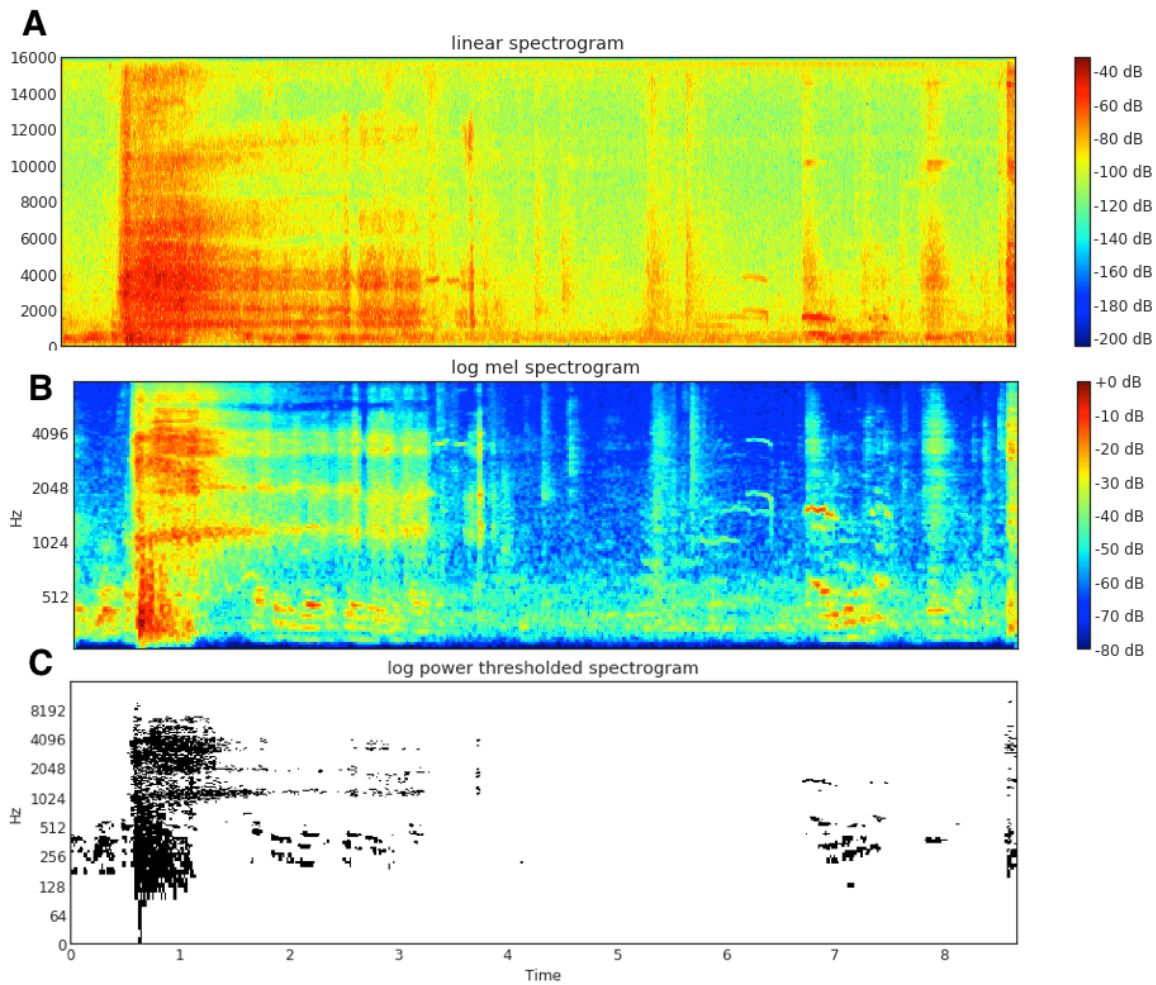 A
linear spectrogram
16000
14000
12000
10000
8000
6000
4000
2000
0
-40 dB
-60 dB
-80 dB
-100 dB
-120 dB
-140 dB
-160 dB
-180 dB
-200 dB
B
log mel spectrogram
4096
2048
1024
512
Hz
+0 dB
-10 dB
-20 dB
-30 dB
-40 dB
-50 dB
-60 dB
-70 dB
-80 dB
C
log power thresholded spectrogram
8192
4096
2048
1024
512
256
128
64
0
Hz
0 1 2 3 4 5 6 7 8
Time